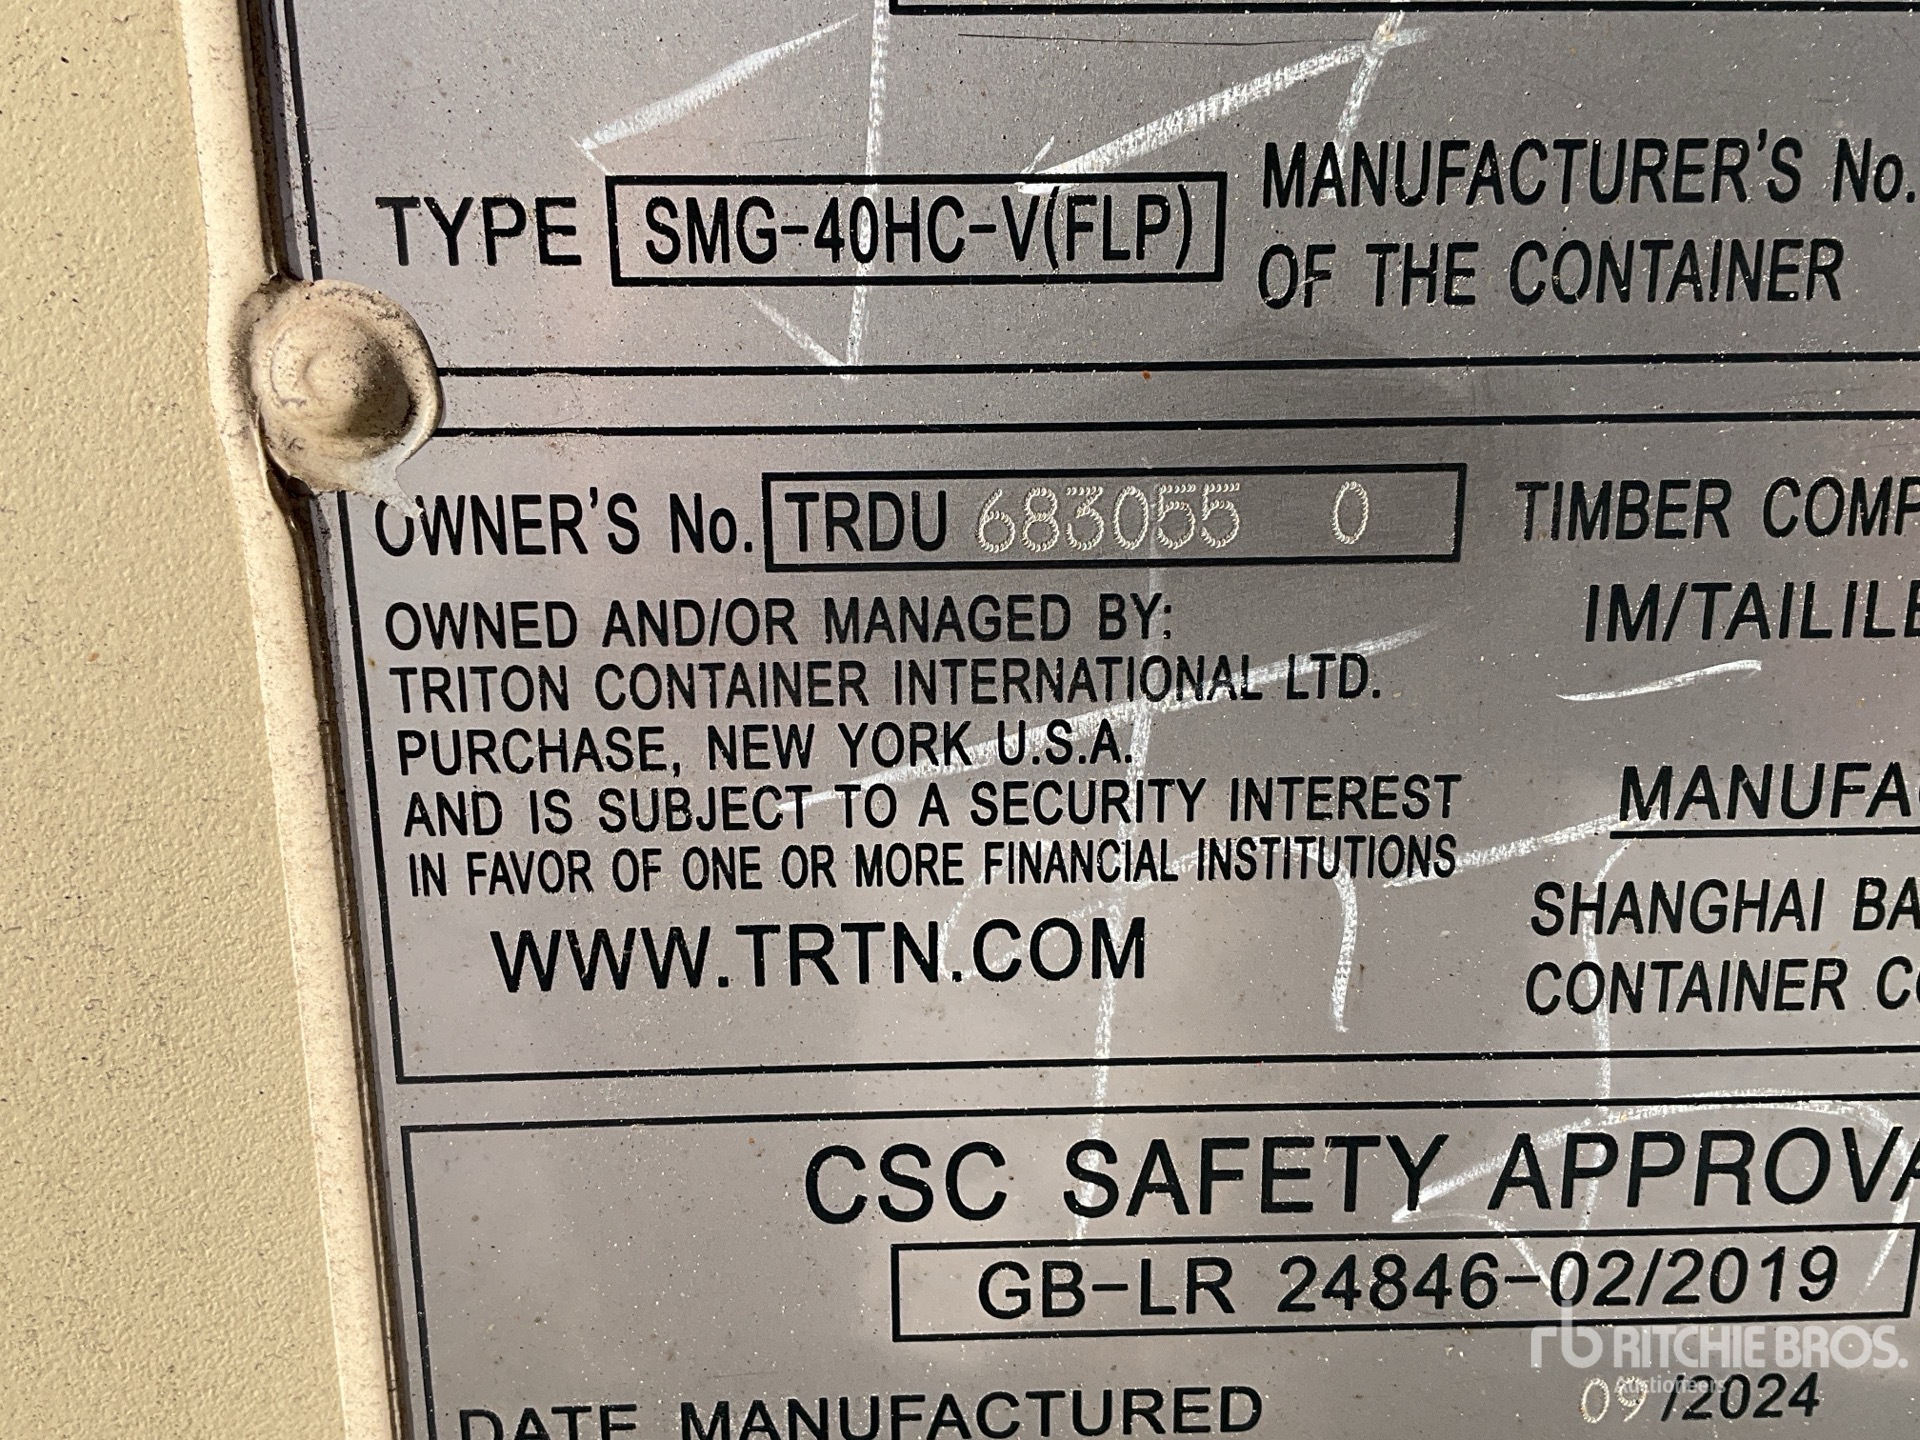 TYPE SMG-40HC-V(FLP)
MANUFACTURER'S No.
OF THE CONTAINER
OWNER'S No. TRDU 683055 0
OWNED AND/OR MANAGED BY:
TRITON CONTAINER INTERNATIONAL LTD.
PURCHASE, NEW YORK U.S.A.
AND IS SUBJECT TO A SECURITY INTEREST
IN FAVOR OF ONE OR MORE FINANCIAL INSTITUTIONS
WWW.TRTN.COM
TIMBER COMP
IM/TAILILE
MANUFA
SHANGHAI BA
CONTAINER CO
CSC SAFETY APPROVA
GB-LR 24846-02/2019
DATE MANUFACTURED 09/2024
rb RITCHIE BROS.
Auctioneers